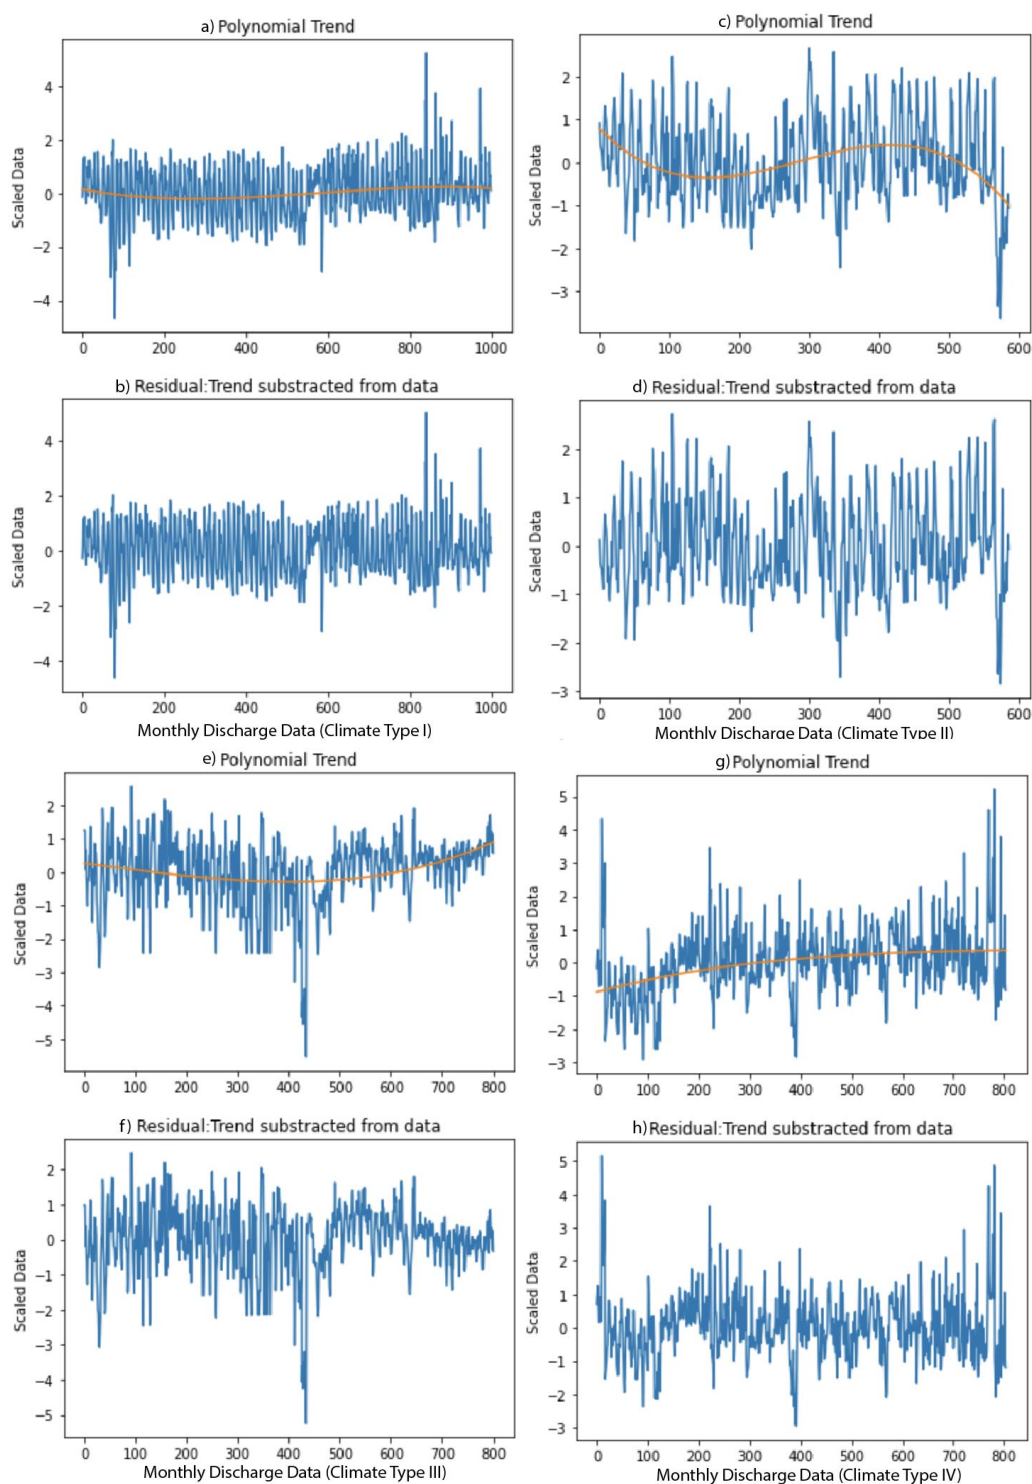 a) Polynomial Trend
Scaled Data
4
2
0
−2
−4
0 200 400 600 800 1000
b) Residual:Trend substracted from data
Scaled Data
4
2
0
−2
−4
0 200 400 600 800 1000
Monthly Discharge Data (Climate Type I)
c) Polynomial Trend
Scaled Data
2
1
0
−1
−2
−3
0 100 200 300 400 500 600
d) Residual:Trend substracted from data
Scaled Data
2
1
0
−1
−2
−3
0 100 200 300 400 500 600
Monthly Discharge Data (Climate Type II)
e) Polynomial Trend
Scaled Data
2
1
0
−1
−2
−3
−4
−5
0 100 200 300 400 500 600 700 800
f) Residual:Trend substracted from data
Scaled Data
2
1
0
−1
−2
−3
−4
−5
0 100 200 300 400 500 600 700 800
Monthly Discharge Data (Climate Type III)
g) Polynomial Trend
Scaled Data
5
4
3
2
1
0
−1
−2
−3
0 100 200 300 400 500 600 700 800
h) Residual:Trend substracted from data
Scaled Data
5
4
3
2
1
0
−1
−2
−3
0 100 200 300 400 500 600 700 800
Monthly Discharge Data (Climate Type IV)